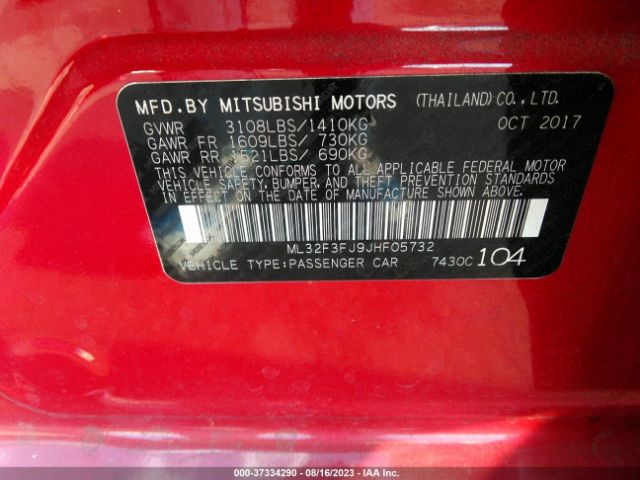 MFD.BY MITSUBISHI MOTORS (THAILAND)CO.,LTD.
GVWR 3108LBS/1410KG OCT 2017
GAWR FR 1609LBS/ 730KG
GAWR RR 1521LBS/ 690KG
THIS VEHICLE CONFORMS TO ALL APPLICABLE FEDERAL MOTOR
VEHICLE SAFETY,BUMPER,AND THEFT PREVENTION STANDARDS
IN EFFECT ON THE DATE OF MANUFACTURE SHOWN ABOVE.
ML32F3FJ9JHF05732
VEHICLE TYPE:PASSENGER CAR 7430C 104
000-37334290 - 08/16/2023 - IAA Inc.